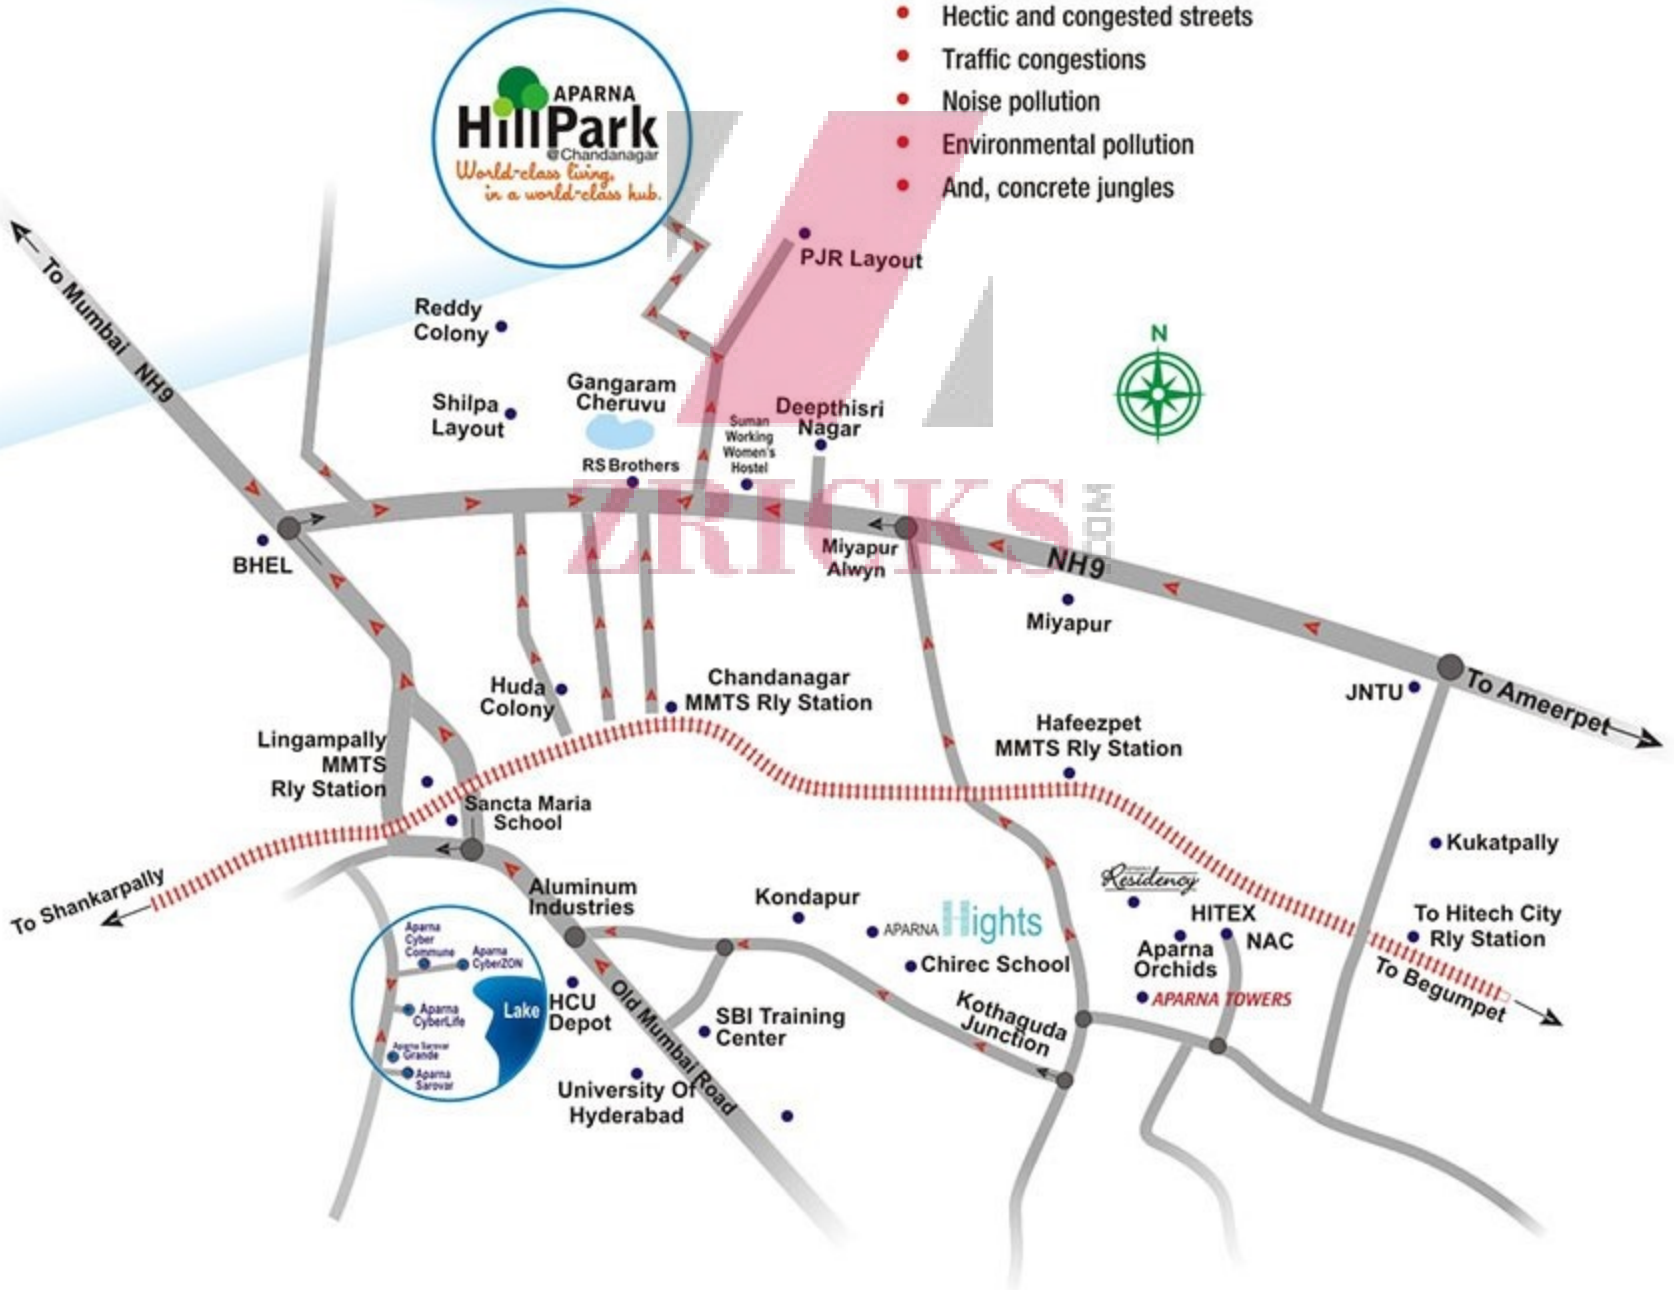 Hectic and congested streets
Traffic congestions
Noise pollution
Environmental pollution
And, concrete jungles
APARNA
HillPark
@Chandanagar
World-class living,
in a world-class hub.
PJR Layout
To Mumbai NH9
Reddy
Colony
N
Gangaram
Cheruvu
Shilpa
Layout
Deepthisri
Nagar
Suman
Working
Women's
Hostel
RS Brothers
ZRICKS
.COM
BHEL
Miyapur
Alwyn
NH9
Miyapur
JNTU
To Ameerpet
Huda
Colony
Chandanagar
MMTS Rly Station
Hafeezpet
MMTS Rly Station
Lingampally
MMTS
Rly Station
Sancta Maria
School
Kukatpally
To Shankarpally
Aluminum
Industries
Kondapur
APARNA Hights
Residency
HITEX
NAC
To Hitech City
Rly Station
Aparna
Orchids
Chirec School
APARNA TOWERS
To Begumpet
Aparna
Cyber
Commune
Aparna
CyberZON
Aparna
CyberLife
Aparna Sarovar
Grande
Aparna
Sarovar
Lake
HCU
Depot
Old Mumbai Road
SBI Training
Center
Kothaguda
Junction
University Of
Hyderabad